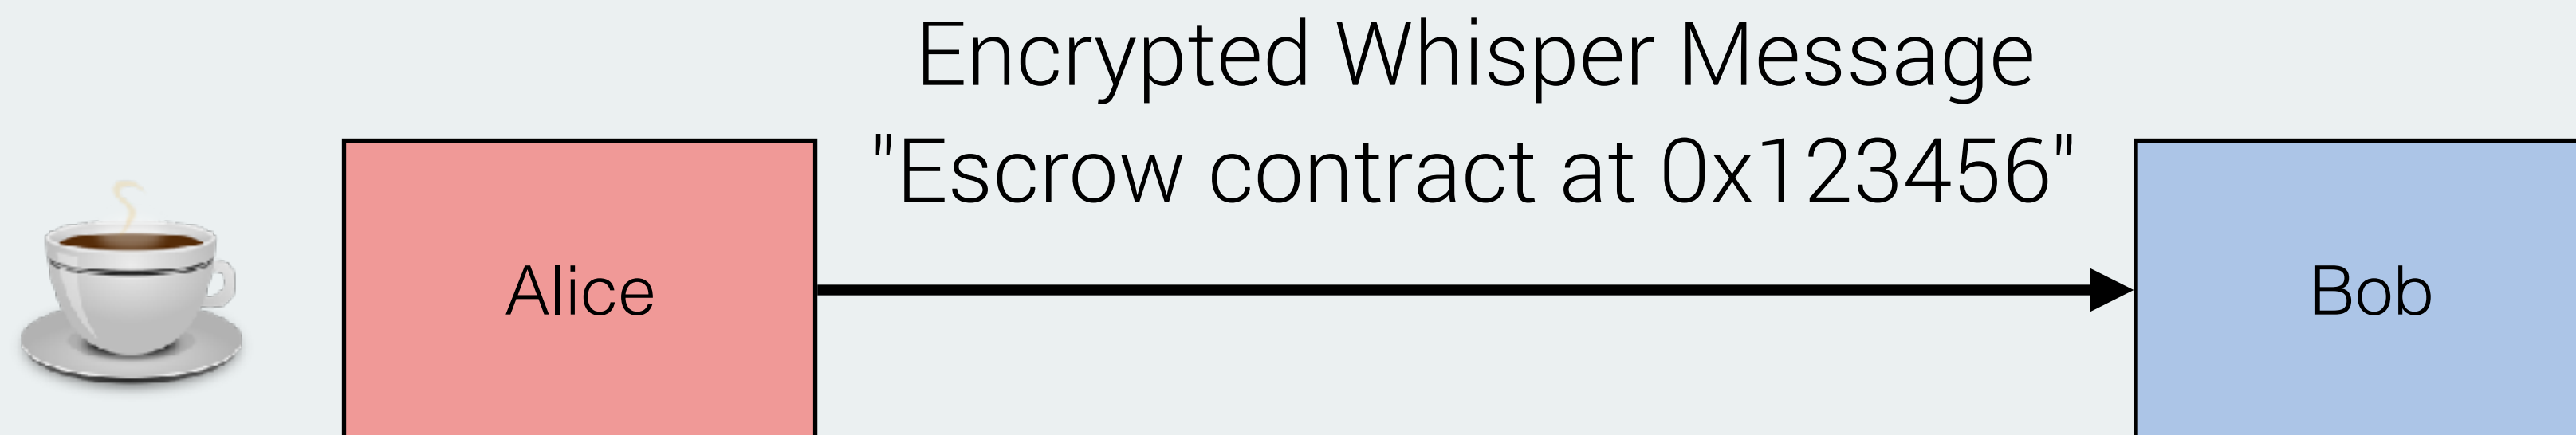 Encrypted Whisper Message
"Escrow contract at 0x123456"
Alice
Bob